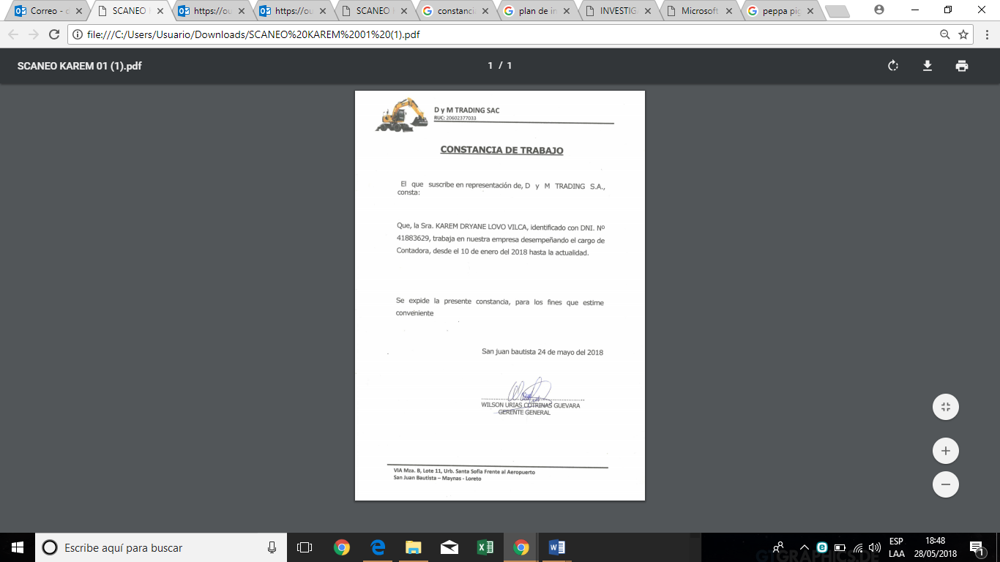 Correo - c
SCANEO
https://ou
https://ou
SCANEO
constanci
plan de in
INVESTIG
Microsoft
peppa pig
file:///C:/Users/Usuario/Downloads/SCANEO%20KAREM%2001%20(1).pdf
SCANEO KAREM 01 (1).pdf
1 / 1
D y M TRADING SAC
RUC: 20602377033
CONSTANCIA DE TRABAJO
El que suscribe en representación de, D y M TRADING S.A.,
consta:
Que, la Sra. KAREM DRYANE LOVO VILCA, identificado con DNI. Nº
41883629, trabaja en nuestra empresa desempeñando el cargo de
Contadora, desde el 10 de enero del 2018 hasta la actualidad.
Se expide la presente constancia, para los fines que estime
conveniente
San juan bautista 24 de mayo del 2018
WILSON URIAS COTRINAS GUEVARA
GERENTE GENERAL
VIA Mza. B, Lote 11, Urb. Santa Sofia Frente al Aeropuerto
San Juan Bautista – Maynas - Loreto
Escribe aquí para buscar
ESP
LAA
18:48
28/05/2018
1